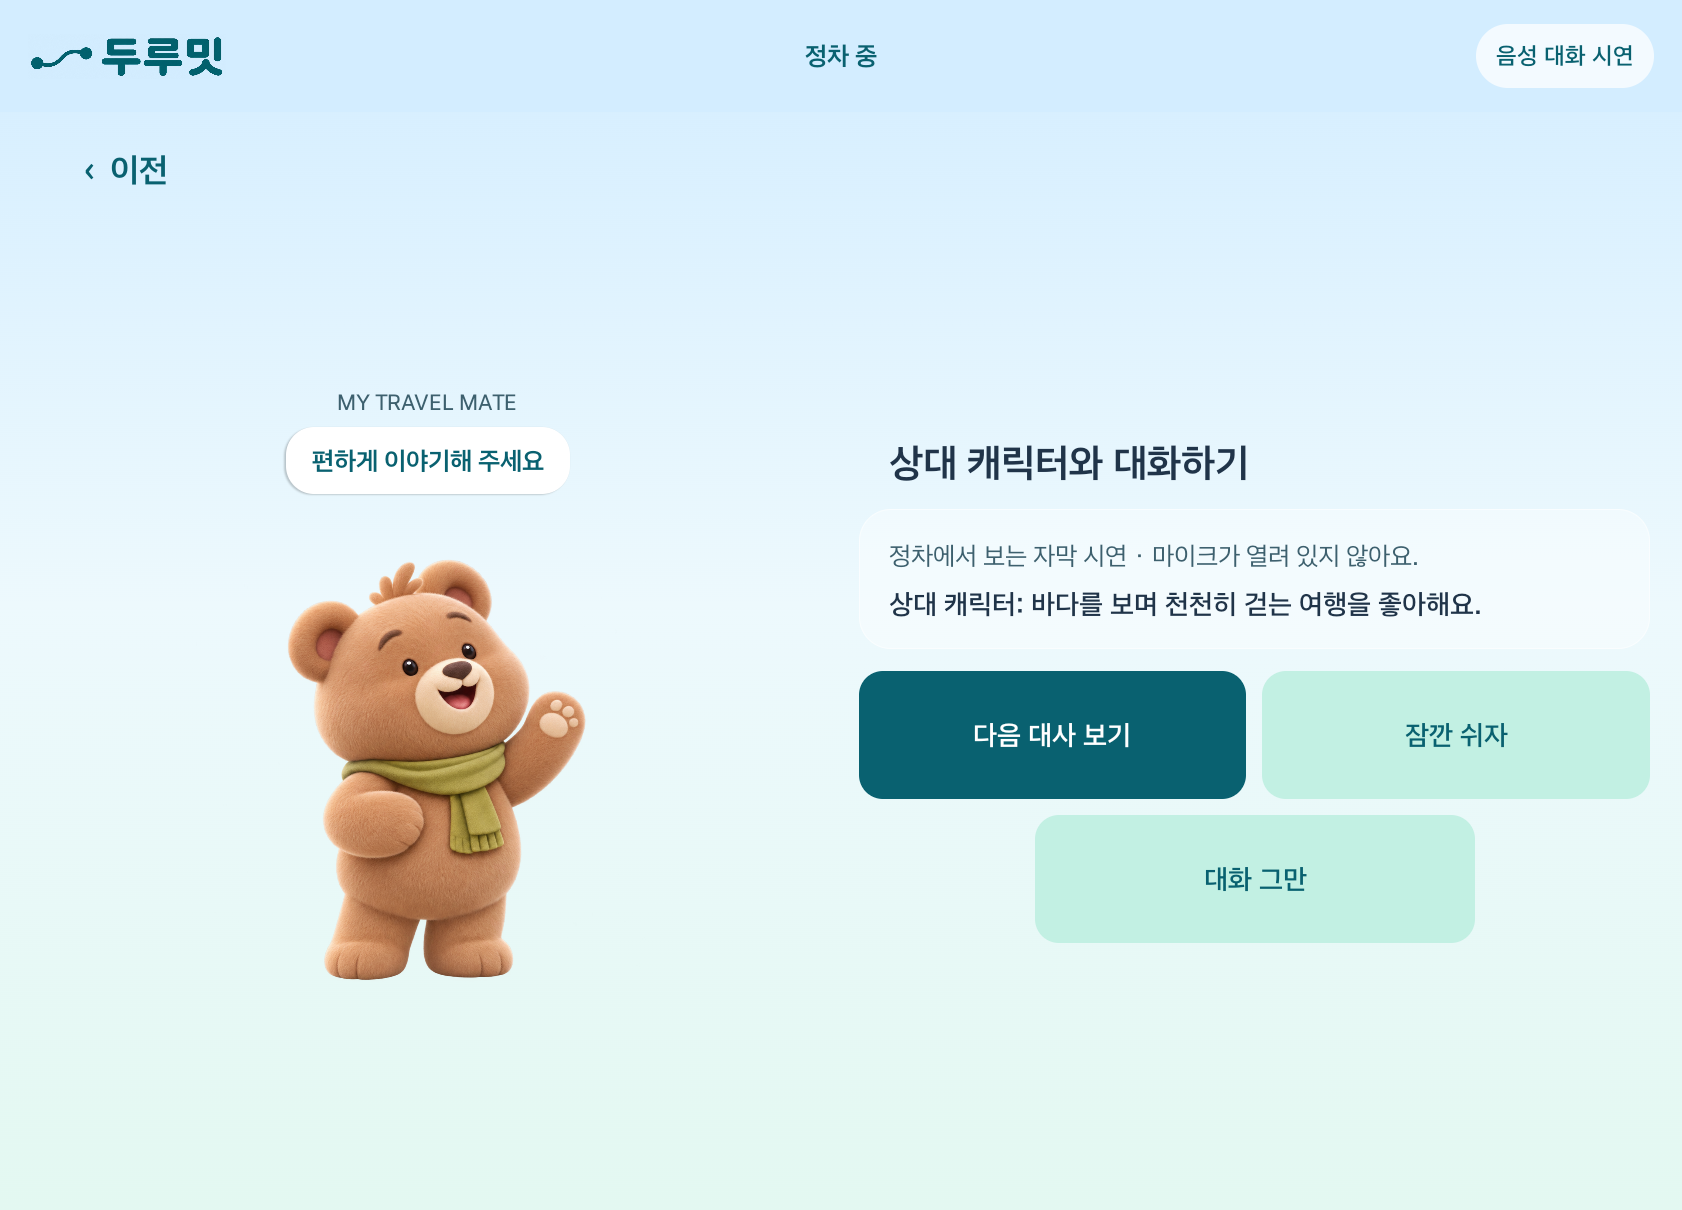 두루밋
정차 중
음성 대화 시연
‹ 이전
MY TRAVEL MATE
편하게 이야기해 주세요
상대 캐릭터와 대화하기
정차에서 보는 자막 시연 · 마이크가 열려 있지 않아요.
상대 캐릭터: 바다를 보며 천천히 걷는 여행을 좋아해요.
다음 대사 보기
잠깐 쉬자
대화 그만